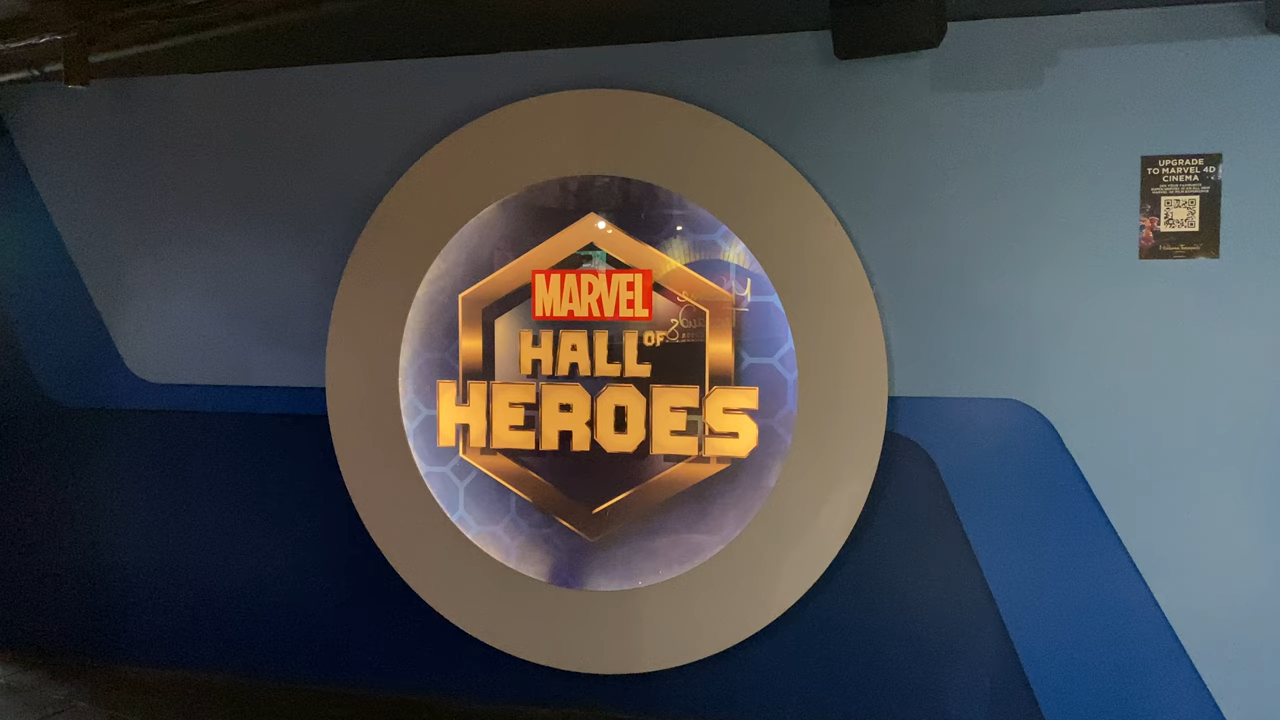 MARVEL
HALL OF
HEROES
UPGRADE
TO MARVEL 4D
CINEMA